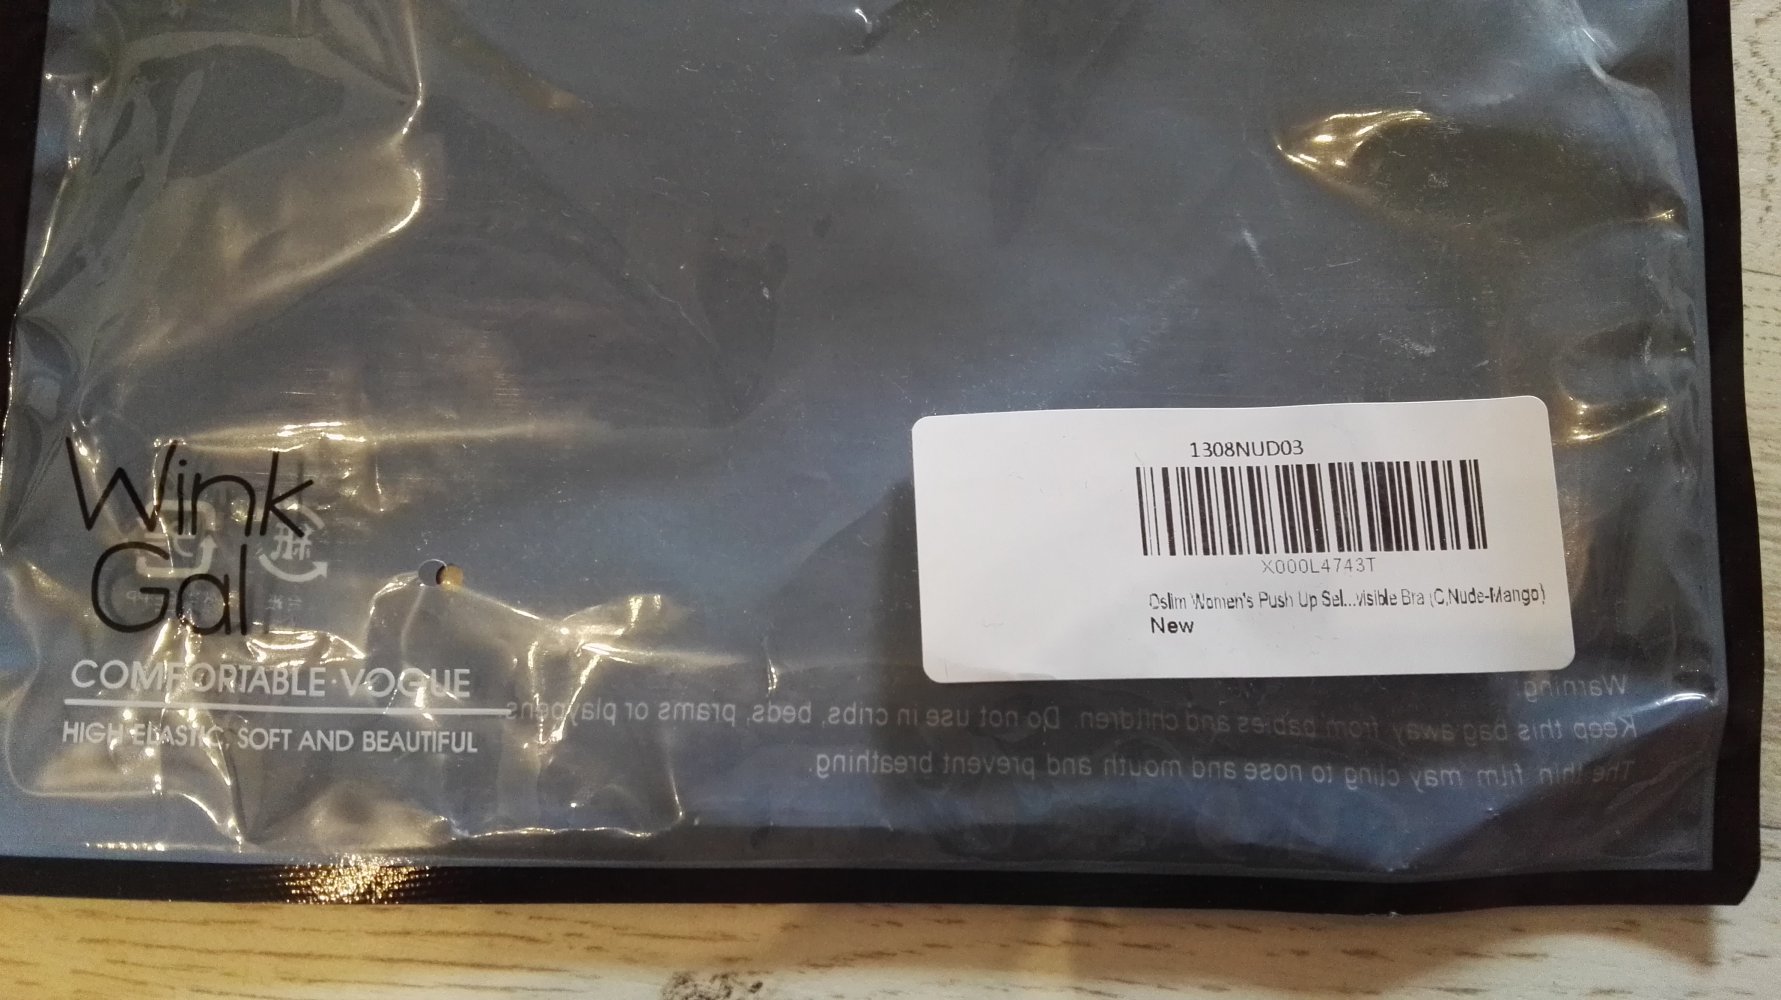 Wink
Gal
COMFORTABLE·VOGUE
HIGH ELASTIC, SOFT AND BEAUTIFUL
1308NUD03
X000L4743T
Oslim Women's Push Up Sel...visible Bra (C,Nude-Mango)
New
Warning:
Keep this bag away from babies and children. Do not use in cribs, beds, prams or playpens
The thin film may cling to nose and mouth and prevent breathing.